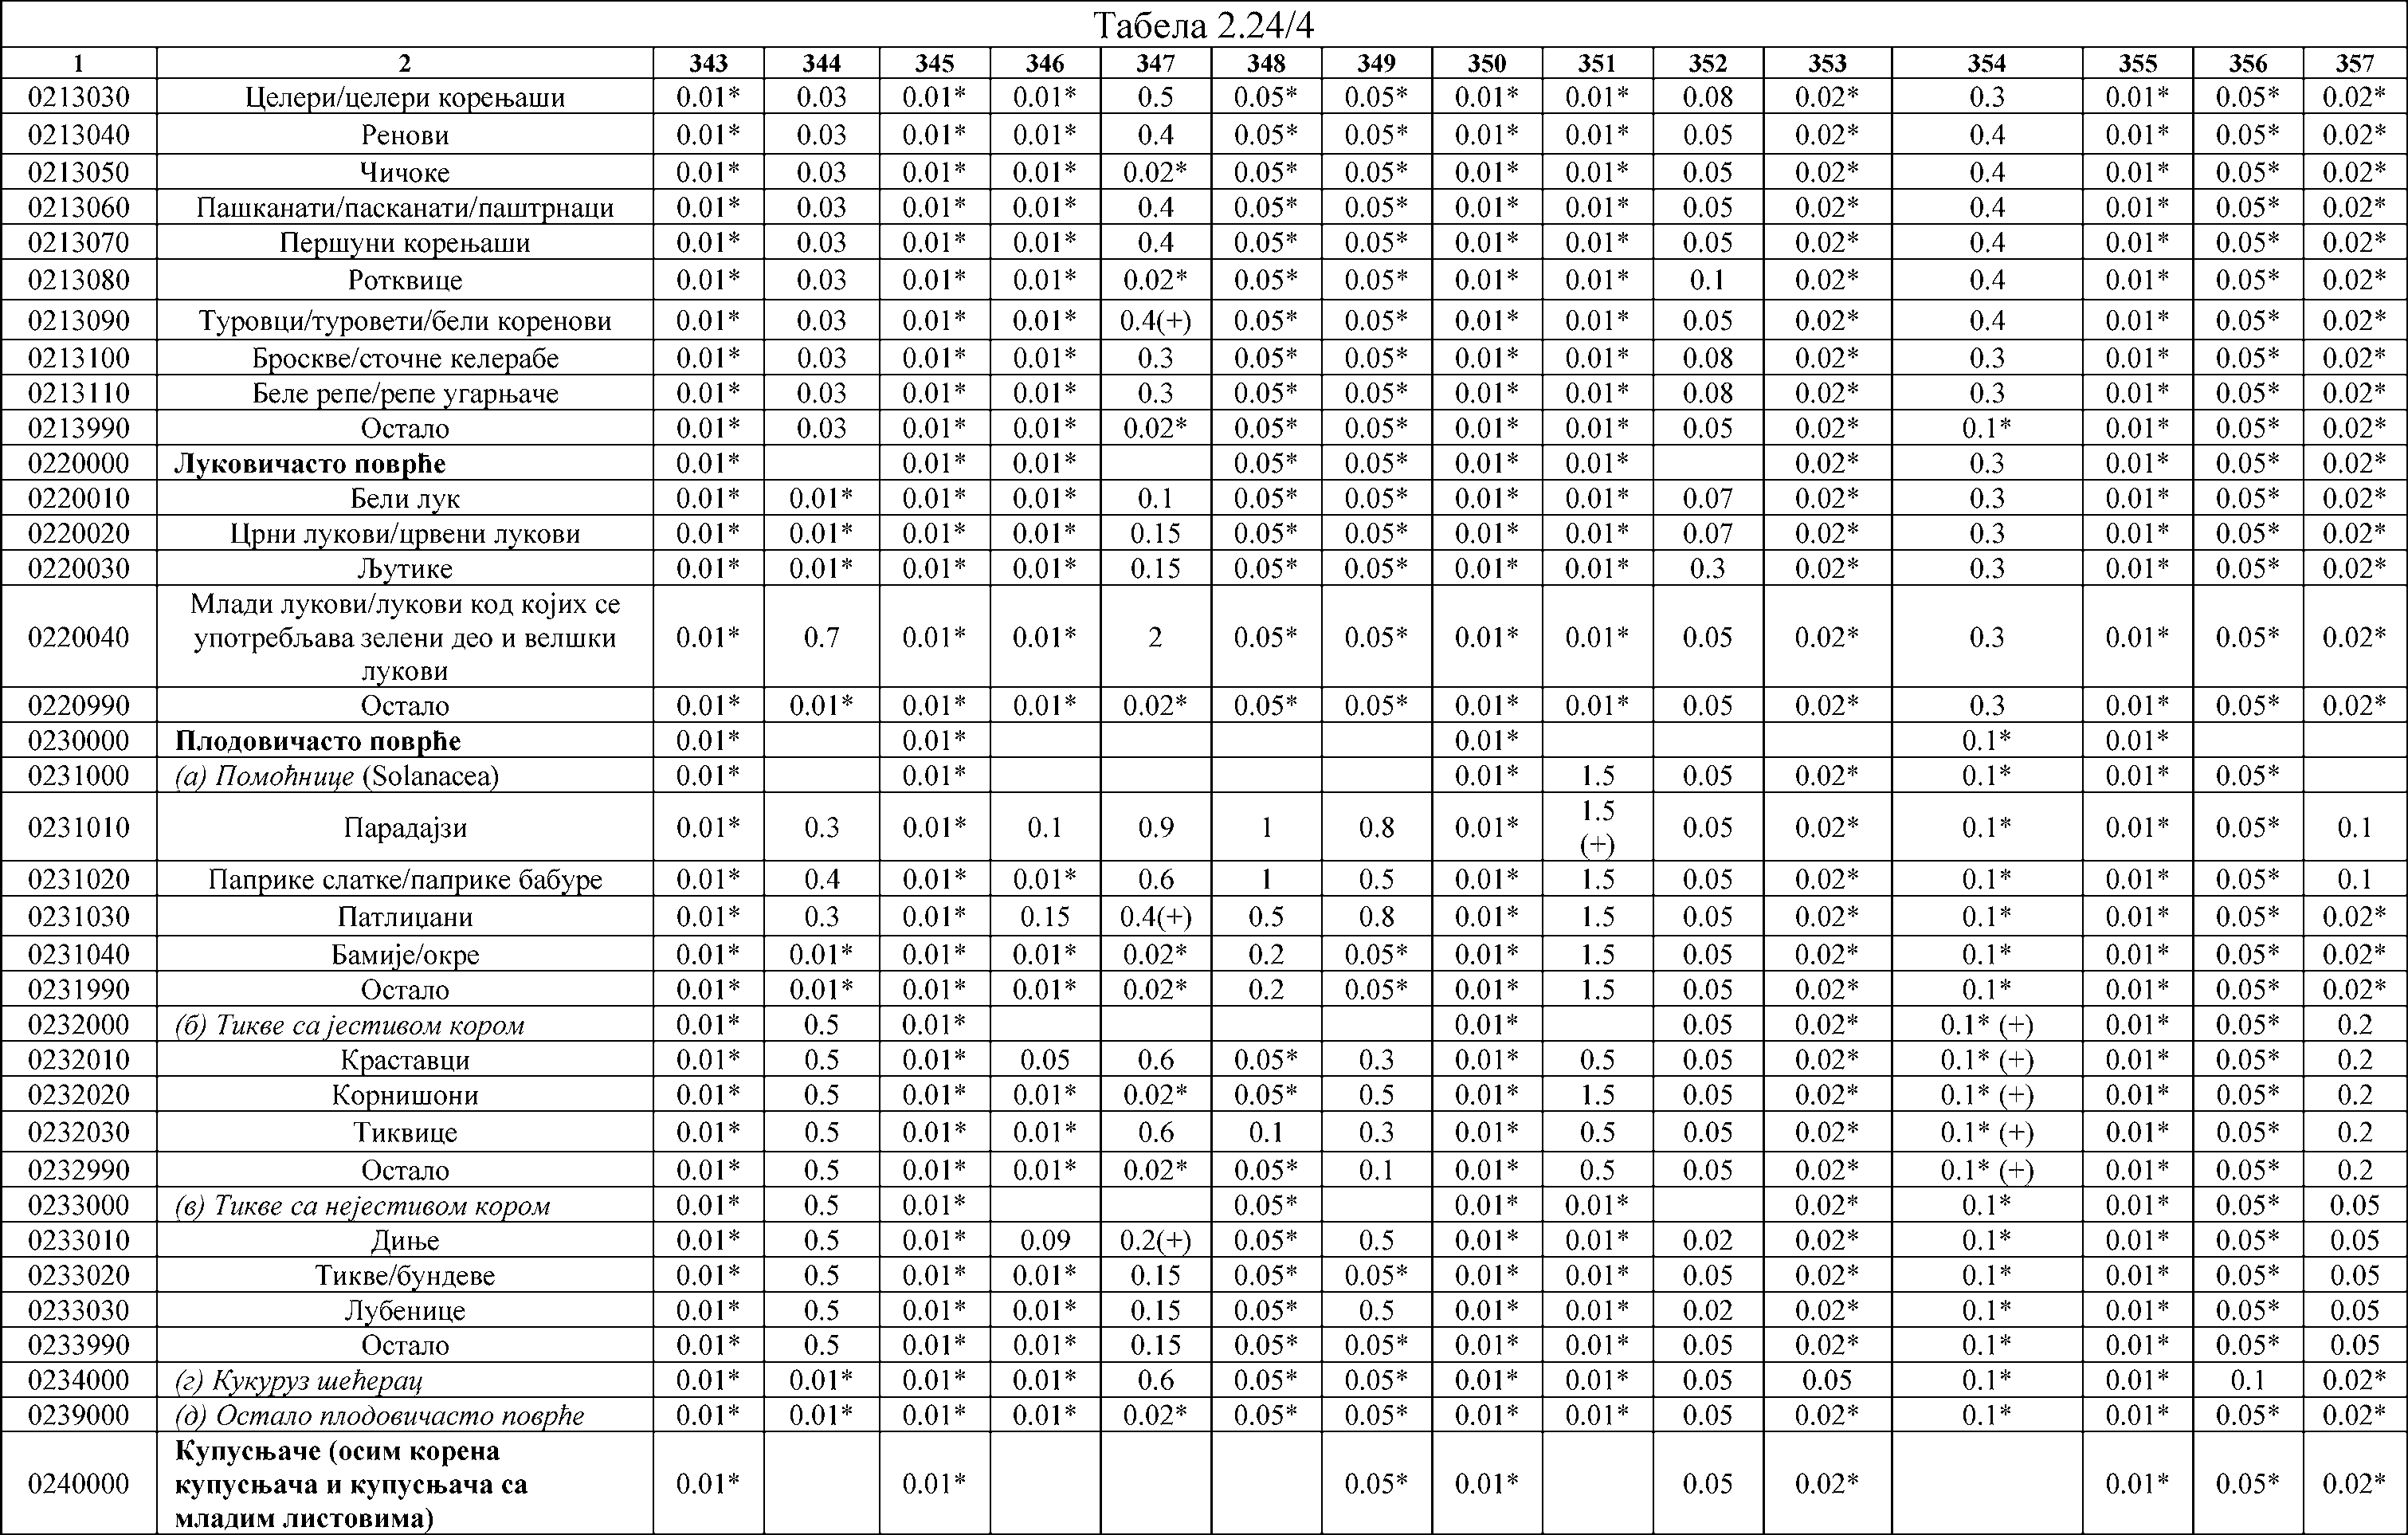 Табела 2.24/4
1 2 343 344 345 346 347 348 349 350 351 352 353 354 355 356 357
0213030 Целери/целери корењаши 0.01* 0.03 0.01* 0.01* 0.5 0.05* 0.05* 0.01* 0.01* 0.08 0.02* 0.3 0.01* 0.05* 0.02*
0213040 Ренови 0.01* 0.03 0.01* 0.01* 0.4 0.05* 0.05* 0.01* 0.01* 0.05 0.02* 0.4 0.01* 0.05* 0.02*
0213050 Чичоке 0.01* 0.03 0.01* 0.01* 0.02* 0.05* 0.05* 0.01* 0.01* 0.05 0.02* 0.4 0.01* 0.05* 0.02*
0213060 Пашканати/пасканати/паштрнаци 0.01* 0.03 0.01* 0.01* 0.4 0.05* 0.05* 0.01* 0.01* 0.05 0.02* 0.4 0.01* 0.05* 0.02*
0213070 Першуни корењаши 0.01* 0.03 0.01* 0.01* 0.4 0.05* 0.05* 0.01* 0.01* 0.05 0.02* 0.4 0.01* 0.05* 0.02*
0213080 Ротквице 0.01* 0.03 0.01* 0.01* 0.02* 0.05* 0.05* 0.01* 0.01* 0.1 0.02* 0.4 0.01* 0.05* 0.02*
0213090 Туровци/туровети/бели коренови 0.01* 0.03 0.01* 0.01* 0.4(+) 0.05* 0.05* 0.01* 0.01* 0.05 0.02* 0.4 0.01* 0.05* 0.02*
0213100 Броскве/сточне келерабе 0.01* 0.03 0.01* 0.01* 0.3 0.05* 0.05* 0.01* 0.01* 0.08 0.02* 0.3 0.01* 0.05* 0.02*
0213110 Беле репе/репе угарњаче 0.01* 0.03 0.01* 0.01* 0.3 0.05* 0.05* 0.01* 0.01* 0.08 0.02* 0.3 0.01* 0.05* 0.02*
0213990 Остало 0.01* 0.03 0.01* 0.01* 0.02* 0.05* 0.05* 0.01* 0.01* 0.05 0.02* 0.1* 0.01* 0.05* 0.02*
0220000 Луковичасто поврће 0.01* 0.01* 0.01* 0.05* 0.05* 0.01* 0.01* 0.02* 0.3 0.01* 0.05* 0.02*
0220010 Бели лук 0.01* 0.01* 0.01* 0.01* 0.1 0.05* 0.05* 0.01* 0.01* 0.07 0.02* 0.3 0.01* 0.05* 0.02*
0220020 Црни лукови/црвени лукови 0.01* 0.01* 0.01* 0.01* 0.15 0.05* 0.05* 0.01* 0.01* 0.07 0.02* 0.3 0.01* 0.05* 0.02*
0220030 Љутике 0.01* 0.01* 0.01* 0.01* 0.15 0.05* 0.05* 0.01* 0.01* 0.3 0.02* 0.3 0.01* 0.05* 0.02*
Млади лукови/лукови код којих се
0220040 употребљава зелени део и велшки 0.01* 0.7 0.01* 0.01* 2 0.05* 0.05* 0.01* 0.01* 0.05 0.02* 0.3 0.01* 0.05* 0.02*
лукови
0220990 Остало 0.01* 0.01* 0.01* 0.01* 0.02* 0.05* 0.05* 0.01* 0.01* 0.05 0.02* 0.3 0.01* 0.05* 0.02*
0230000 Плодовичасто поврће 0.01* 0.01* 0.01* 0.1* 0.01*
0231000 (а) Помоћнице (Solanacea) 0.01* 0.01* 0.01* 1.5 0.05 0.02* 0.1* 0.01* 0.05*
0231010 Парадајзи 0.01* 0.3 0.01* 0.1 0.9 1 0.8 0.01* 1.5 0.05 0.02* 0.1* 0.01* 0.05* 0.1
(+)
0231020 Паприке слатке/паприке бабуре 0.01* 0.4 0.01* 0.01* 0.6 1 0.5 0.01* 1.5 0.05 0.02* 0.1* 0.01* 0.05* 0.1
0231030 Патлиџани 0.01* 0.3 0.01* 0.15 0.4(+) 0.5 0.8 0.01* 1.5 0.05 0.02* 0.1* 0.01* 0.05* 0.02*
0231040 Бамије/окре 0.01* 0.01* 0.01* 0.01* 0.02* 0.2 0.05* 0.01* 1.5 0.05 0.02* 0.1* 0.01* 0.05* 0.02*
0231990 Остало 0.01* 0.01* 0.01* 0.01* 0.02* 0.2 0.05* 0.01* 1.5 0.05 0.02* 0.1* 0.01* 0.05* 0.02*
0232000 (б) Тикве са јестивом кором 0.01* 0.5 0.01* 0.01* 0.05 0.02* 0.1* (+) 0.01* 0.05* 0.2
0232010 Краставци 0.01* 0.5 0.01* 0.05 0.6 0.05* 0.3 0.01* 0.5 0.05 0.02* 0.1* (+) 0.01* 0.05* 0.2
0232020 Корнишони 0.01* 0.5 0.01* 0.01* 0.02* 0.05* 0.5 0.01* 1.5 0.05 0.02* 0.1* (+) 0.01* 0.05* 0.2
0232030 Тиквице 0.01* 0.5 0.01* 0.01* 0.6 0.1 0.3 0.01* 0.5 0.05 0.02* 0.1* (+) 0.01* 0.05* 0.2
0232990 Остало 0.01* 0.5 0.01* 0.01* 0.02* 0.05* 0.1 0.01* 0.5 0.05 0.02* 0.1* (+) 0.01* 0.05* 0.2
0233000 (в) Тикве са нејестивом кором 0.01* 0.5 0.01* 0.05* 0.01* 0.01* 0.02* 0.1* 0.01* 0.05* 0.05
0233010 Диње 0.01* 0.5 0.01* 0.09 0.2(+) 0.05* 0.5 0.01* 0.01* 0.02 0.02* 0.1* 0.01* 0.05* 0.05
0233020 Тикве/бундеве 0.01* 0.5 0.01* 0.01* 0.15 0.05* 0.05* 0.01* 0.01* 0.05 0.02* 0.1* 0.01* 0.05* 0.05
0233030 Лубенице 0.01* 0.5 0.01* 0.01* 0.15 0.05* 0.5 0.01* 0.01* 0.02 0.02* 0.1* 0.01* 0.05* 0.05
0233990 Остало 0.01* 0.5 0.01* 0.01* 0.15 0.05* 0.05* 0.01* 0.01* 0.05 0.02* 0.1* 0.01* 0.05* 0.05
0234000 (г) Кукуруз шећерац 0.01* 0.01* 0.01* 0.01* 0.6 0.05* 0.05* 0.01* 0.01* 0.05 0.05 0.1* 0.01* 0.1 0.02*
0239000 (д) Остало плодовичасто поврће 0.01* 0.01* 0.01* 0.01* 0.02* 0.05* 0.05* 0.01* 0.01* 0.05 0.02* 0.1* 0.01* 0.05* 0.02*
Купусњаче (осим корена
0240000 купусњача и купусњача са 0.01* 0.01* 0.05* 0.01* 0.05 0.02* 0.01* 0.05* 0.02*
младим листовима)